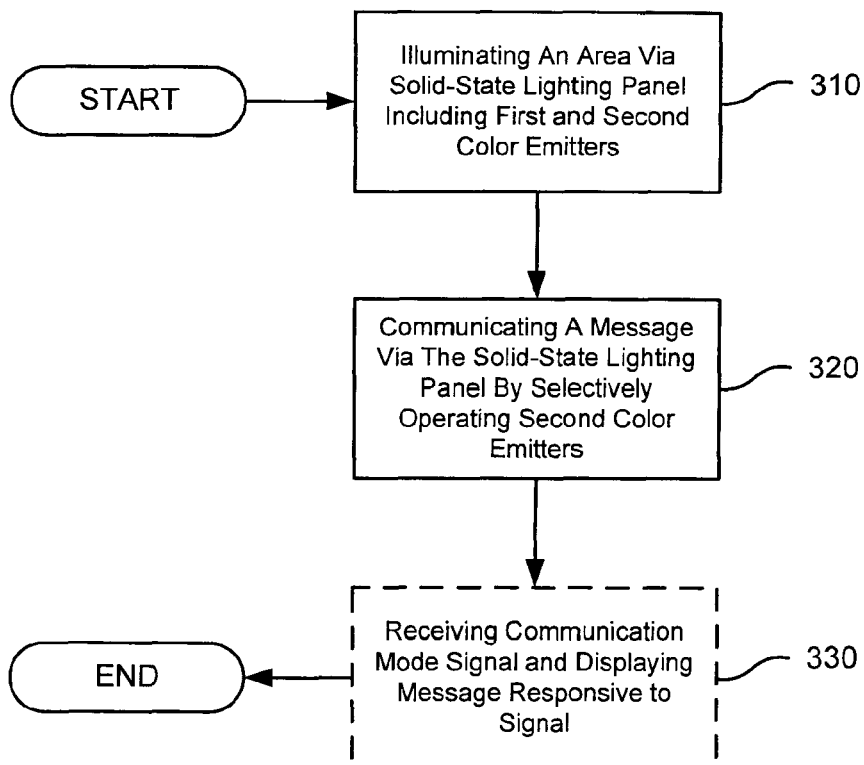 START
Illuminating An Area Via
Solid-State Lighting Panel
Including First and Second
Color Emitters
310
Communicating A Message
Via The Solid-State Lighting
Panel By Selectively
Operating Second Color
Emitters
320
Receiving Communication
Mode Signal and Displaying
Message Responsive to
Signal
330
END